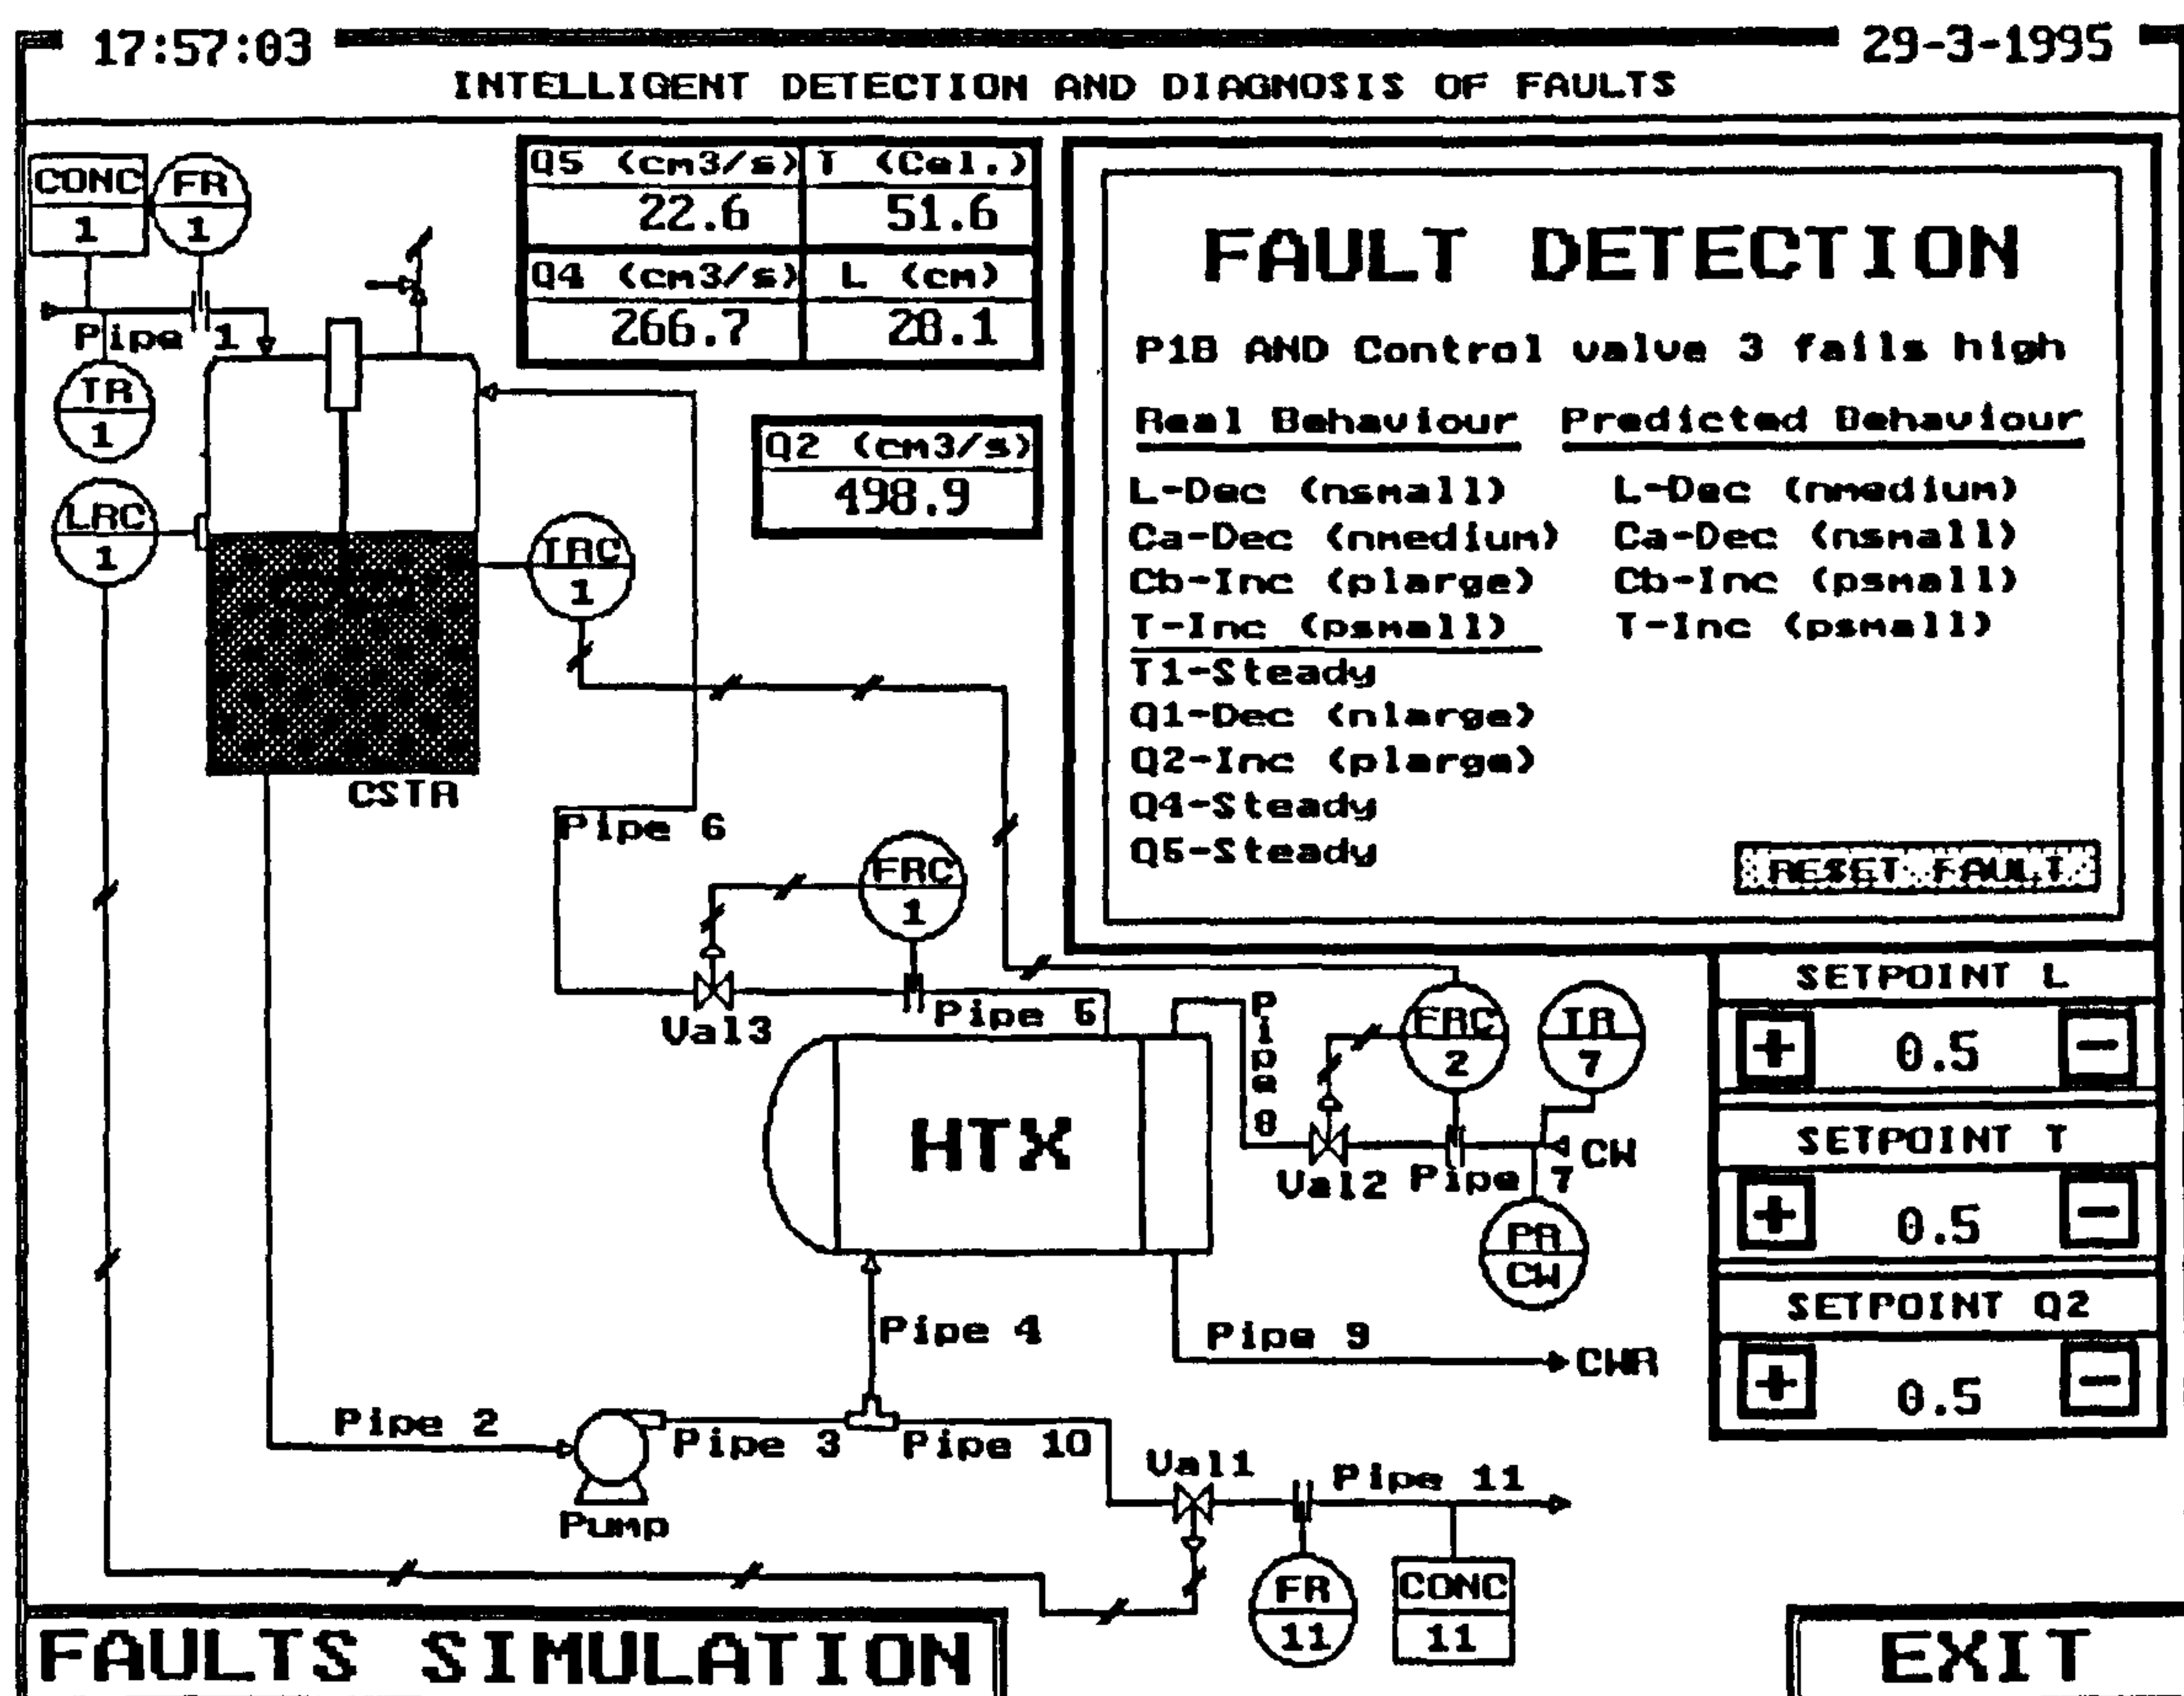 17:57:03
29-3-1995
INTELLIGENT DETECTION AND DIAGNOSIS OF FAULTS
CONC
1
FR
1
Pipe 1
TR
1
LRC
1
TRC
1
CSTR
Q5 (cm3/s) T (Cel.)
22.6 51.6
Q4 (cm3/s) L (cm)
266.7 28.1
Q2 (cm3/s)
498.9
FAULT DETECTION
P1B AND Control valve 3 fails high
Real Behaviour Predicted Behaviour
L-Dec (nsmall) L-Dec (nmedium)
Ca-Dec (nmedium) Ca-Dec (nsmall)
Cb-Inc (plarge) Cb-Inc (psmall)
T-Inc (psmall) T-Inc (psmall)
T1-Steady
Q1-Dec (nlarge)
Q2-Inc (plarge)
Q4-Steady
Q5-Steady
RESET FAULT
Pipe 6
FRC
1
Val3
Pipe 5
HTX
Pipe 8
FRC
2
TR
7
CW
Val2
Pipe 7
PR
CW
Pipe 4
Pipe 9
CWR
Pipe 2
Pump
Pipe 3
Pipe 10
Val1
Pipe 11
FR
11
CONC
11
SETPOINT L
+ 0.5 -
SETPOINT T
+ 0.5 -
SETPOINT Q2
+ 0.5 -
FAULTS SIMULATION
EXIT